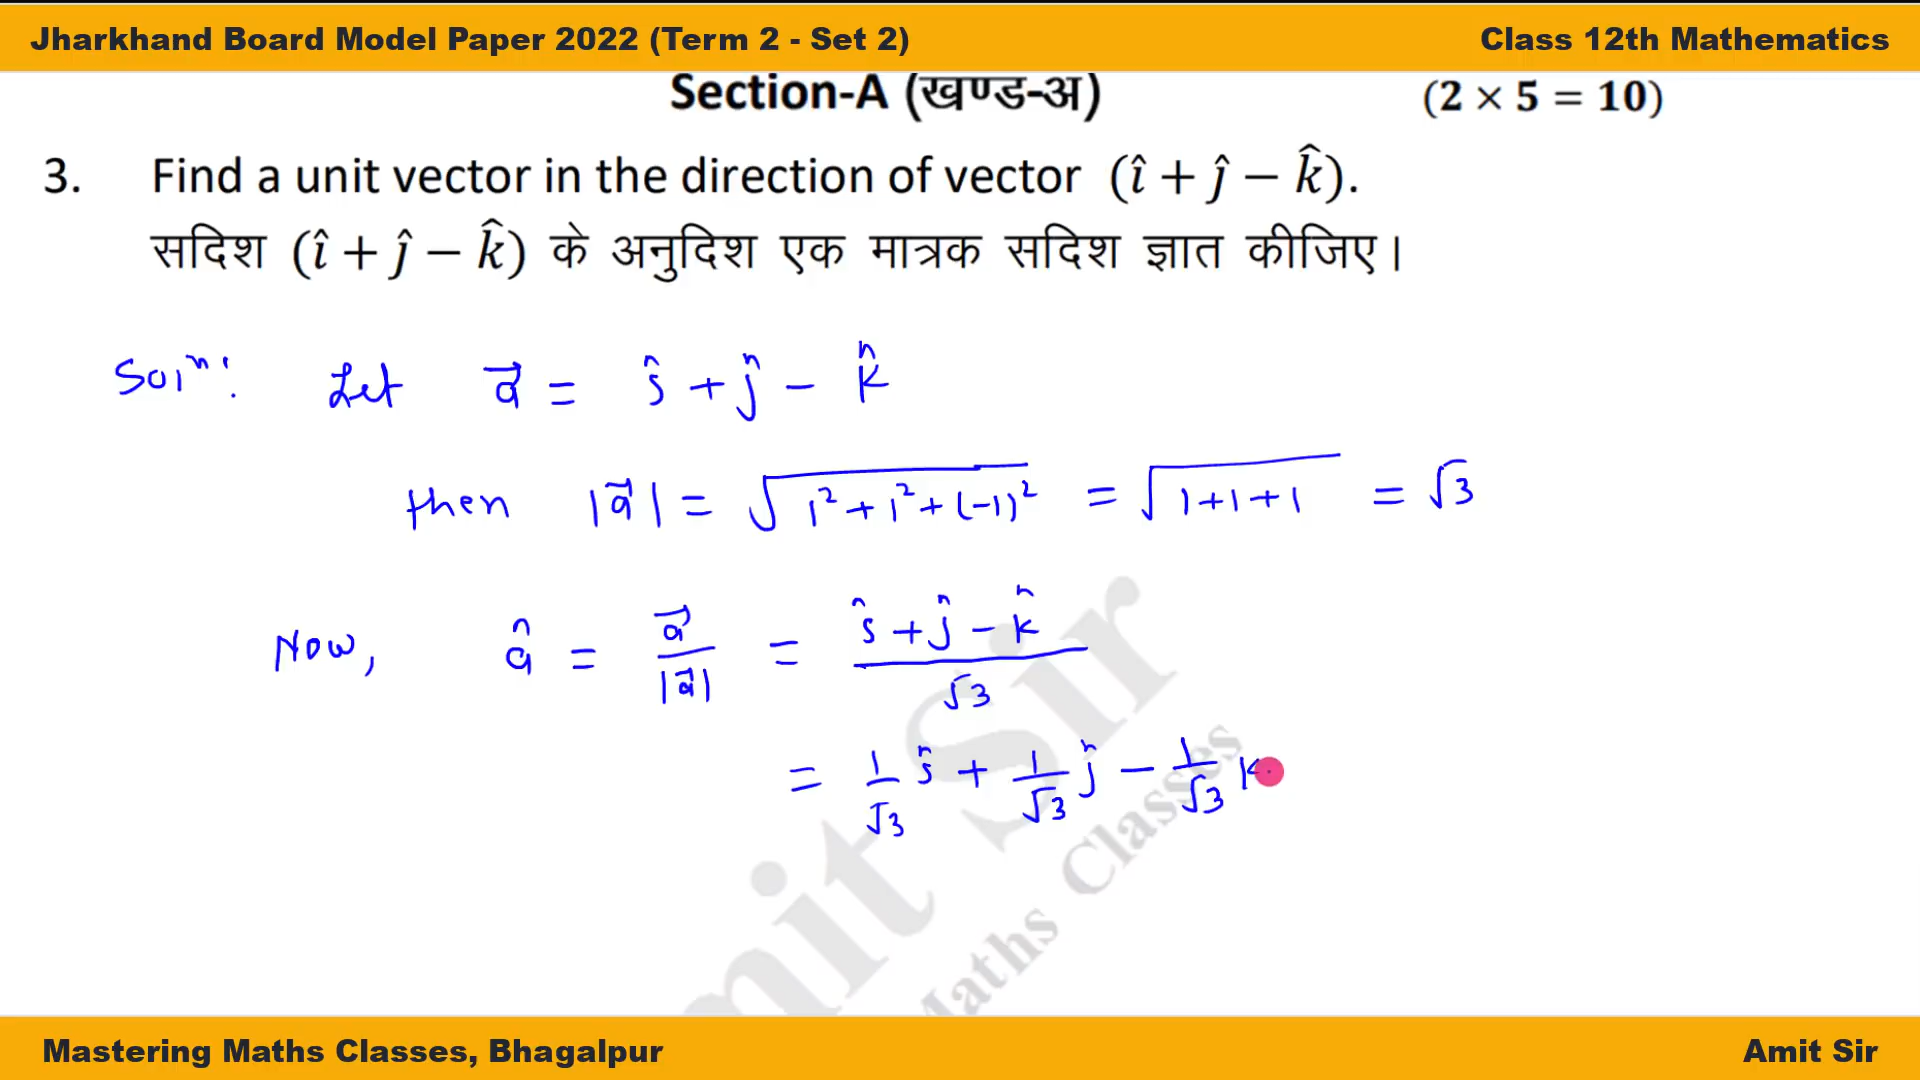 Jharkhand Board Model Paper 2022 (Term 2 - Set 2)
Class 12th Mathematics
Section-A (खण्ड-अ)
(2 × 5 = 10)
3. Find a unit vector in the direction of vector (î + ĵ − k̂).
सदिश (î + ĵ − k̂) के अनुदिश एक मात्रक सदिश ज्ञात कीजिए।
Solⁿ: Let a⃗ = î + ĵ − k̂
then |a⃗| = √(1² + 1² + (−1)²) = √(1+1+1) = √3
Now, â = a⃗/|a⃗| = (î + ĵ − k̂)/√3
= 1/√3 î + 1/√3 ĵ − 1/√3 k
Amit Sir
Maths Classes
Mastering Maths Classes, Bhagalpur
Amit Sir